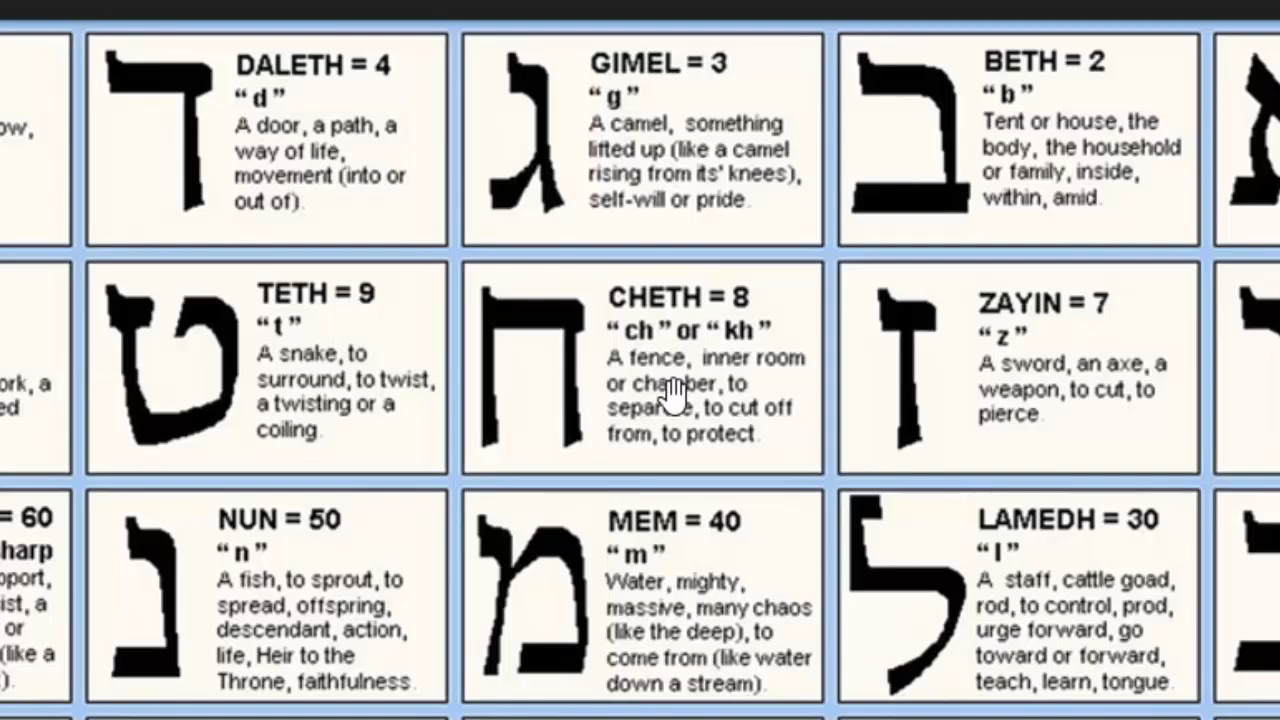 ד
DALETH = 4
“ d ”
A door, a path, a
way of life,
movement (into or
out of).
ג
GIMEL = 3
“ g ”
A camel, something
lifted up (like a camel
rising from its' knees),
self-will or pride.
ב
BETH = 2
“ b ”
Tent or house, the
body, the household
or family, inside,
within, amid.
ט
TETH = 9
“ t ”
A snake, to
surround, to twist,
a twisting or a
coiling.
ח
CHETH = 8
“ ch ” or “ kh ”
A fence, inner room
or chamber, to
separate, to cut off
from, to protect.
ז
ZAYIN = 7
“ z ”
A sword, an axe, a
weapon, to cut, to
pierce.
= 60
נ
NUN = 50
“ n ”
A fish, to sprout, to
spread, offspring,
descendant, action,
life, Heir to the
Throne, faithfulness.
מ
MEM = 40
“ m ”
Water, mighty,
massive, many chaos
(like the deep), to
come from (like water
down a stream).
ל
LAMEDH = 30
“ l ”
A staff, cattle goad,
rod, to control, prod,
urge forward, go
toward or forward,
teach, learn, tongue.
or
(like a